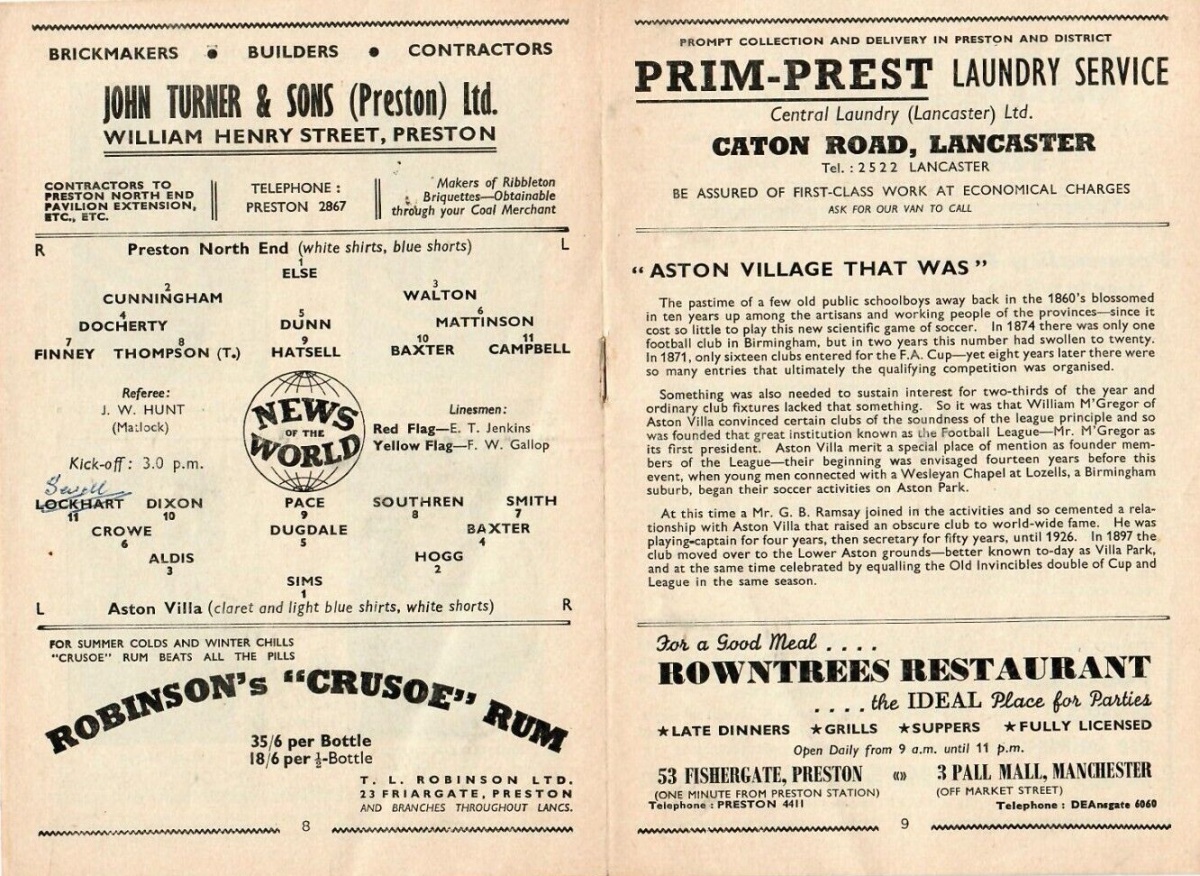 BRICKMAKERS • BUILDERS • CONTRACTORS
JOHN TURNER & SONS (Preston) Ltd.
WILLIAM HENRY STREET, PRESTON
CONTRACTORS TO
PRESTON NORTH END
PAVILION EXTENSION,
ETC., ETC.
TELEPHONE :
PRESTON 2867
Makers of Ribbleton
Briquettes—Obtainable
through your Coal Merchant
R Preston North End (white shirts, blue shorts) L
1
ELSE
2 3
CUNNINGHAM WALTON
4 5 6
DOCHERTY DUNN MATTINSON
7 8 9 10 11
FINNEY THOMPSON (T.) HATSELL BAXTER CAMPBELL
Referee:
J. W. HUNT
(Matlock)
Kick-off: 3.0 p.m.
NEWS
OF THE
WORLD
Linesmen:
Red Flag—E. T. Jenkins
Yellow Flag—F. W. Gallop
Sewell
LOCKHART DIXON PACE SOUTHREN SMITH
11 10 9 8 7
CROWE DUGDALE BAXTER
6 5 4
ALDIS HOGG
3 2
SIMS
1
L Aston Villa (claret and light blue shirts, white shorts) R
FOR SUMMER COLDS AND WINTER CHILLS
"CRUSOE" RUM BEATS ALL THE PILLS
ROBINSON's "CRUSOE" RUM
35/6 per Bottle
18/6 per ½-Bottle
T. L. ROBINSON LTD.
23 FRIARGATE, PRESTON
AND BRANCHES THROUGHOUT LANCS.
8
PROMPT COLLECTION AND DELIVERY IN PRESTON AND DISTRICT
PRIM-PREST LAUNDRY SERVICE
Central Laundry (Lancaster) Ltd.
CATON ROAD, LANCASTER
Tel. : 2522 LANCASTER
BE ASSURED OF FIRST-CLASS WORK AT ECONOMICAL CHARGES
ASK FOR OUR VAN TO CALL
"ASTON VILLAGE THAT WAS"
The pastime of a few old public schoolboys away back in the 1860's blossomed
in ten years up among the artisans and working people of the provinces—since it
cost so little to play this new scientific game of soccer. In 1874 there was only one
football club in Birmingham, but in two years this number had swollen to twenty.
In 1871, only sixteen clubs entered for the F.A. Cup—yet eight years later there were
so many entries that ultimately the qualifying competition was organised.
Something was also needed to sustain interest for two-thirds of the year and
ordinary club fixtures lacked that something. So it was that William M'Gregor of
Aston Villa convinced certain clubs of the soundness of the league principle and so
was founded that great institution known as the Football League—Mr. M'Gregor as
its first president. Aston Villa merit a special place of mention as founder mem-
bers of the League—their beginning was envisaged fourteen years before this
event, when young men connected with a Wesleyan Chapel at Lozells, a Birmingham
suburb, began their soccer activities on Aston Park.
At this time a Mr. G. B. Ramsay joined in the activities and so cemented a rela-
tionship with Aston Villa that raised an obscure club to world-wide fame. He was
playing-captain for four years, then secretary for fifty years, until 1926. In 1897 the
club moved over to the Lower Aston grounds—better known to-day as Villa Park,
and at the same time celebrated by equalling the Old Invincibles double of Cup and
League in the same season.
For a Good Meal . . . .
ROWNTREES RESTAURANT
. . . . the IDEAL Place for Parties
★LATE DINNERS ★GRILLS ★SUPPERS ★FULLY LICENSED
Open Daily from 9 a.m. until 11 p.m.
53 FISHERGATE, PRESTON «» 3 PALL MALL, MANCHESTER
(ONE MINUTE FROM PRESTON STATION) (OFF MARKET STREET)
Telephone : PRESTON 4411 Telephone : DEAnsgate 6060
9